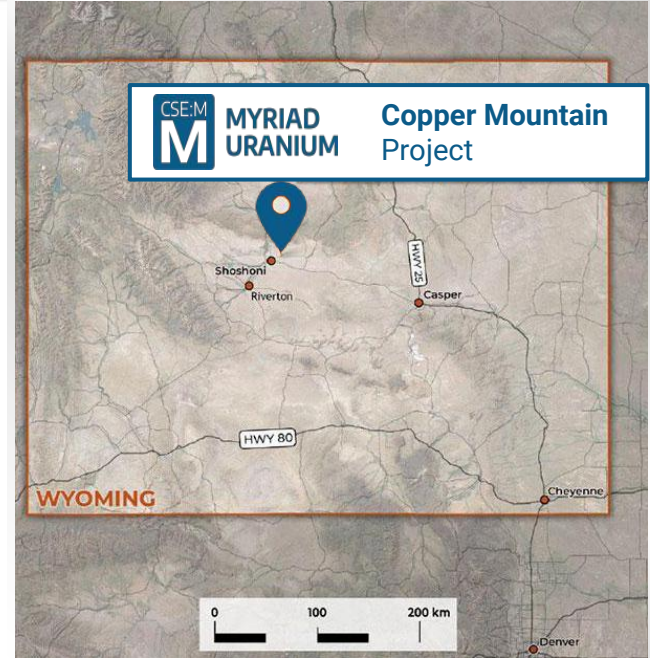 CSE:M
M
MYRIAD
URANIUM
Copper Mountain
Project
HWY 25
Shoshoni
Riverton
Casper
HWY 80
WYOMING
Cheyenne
0 100 200 km
Denver